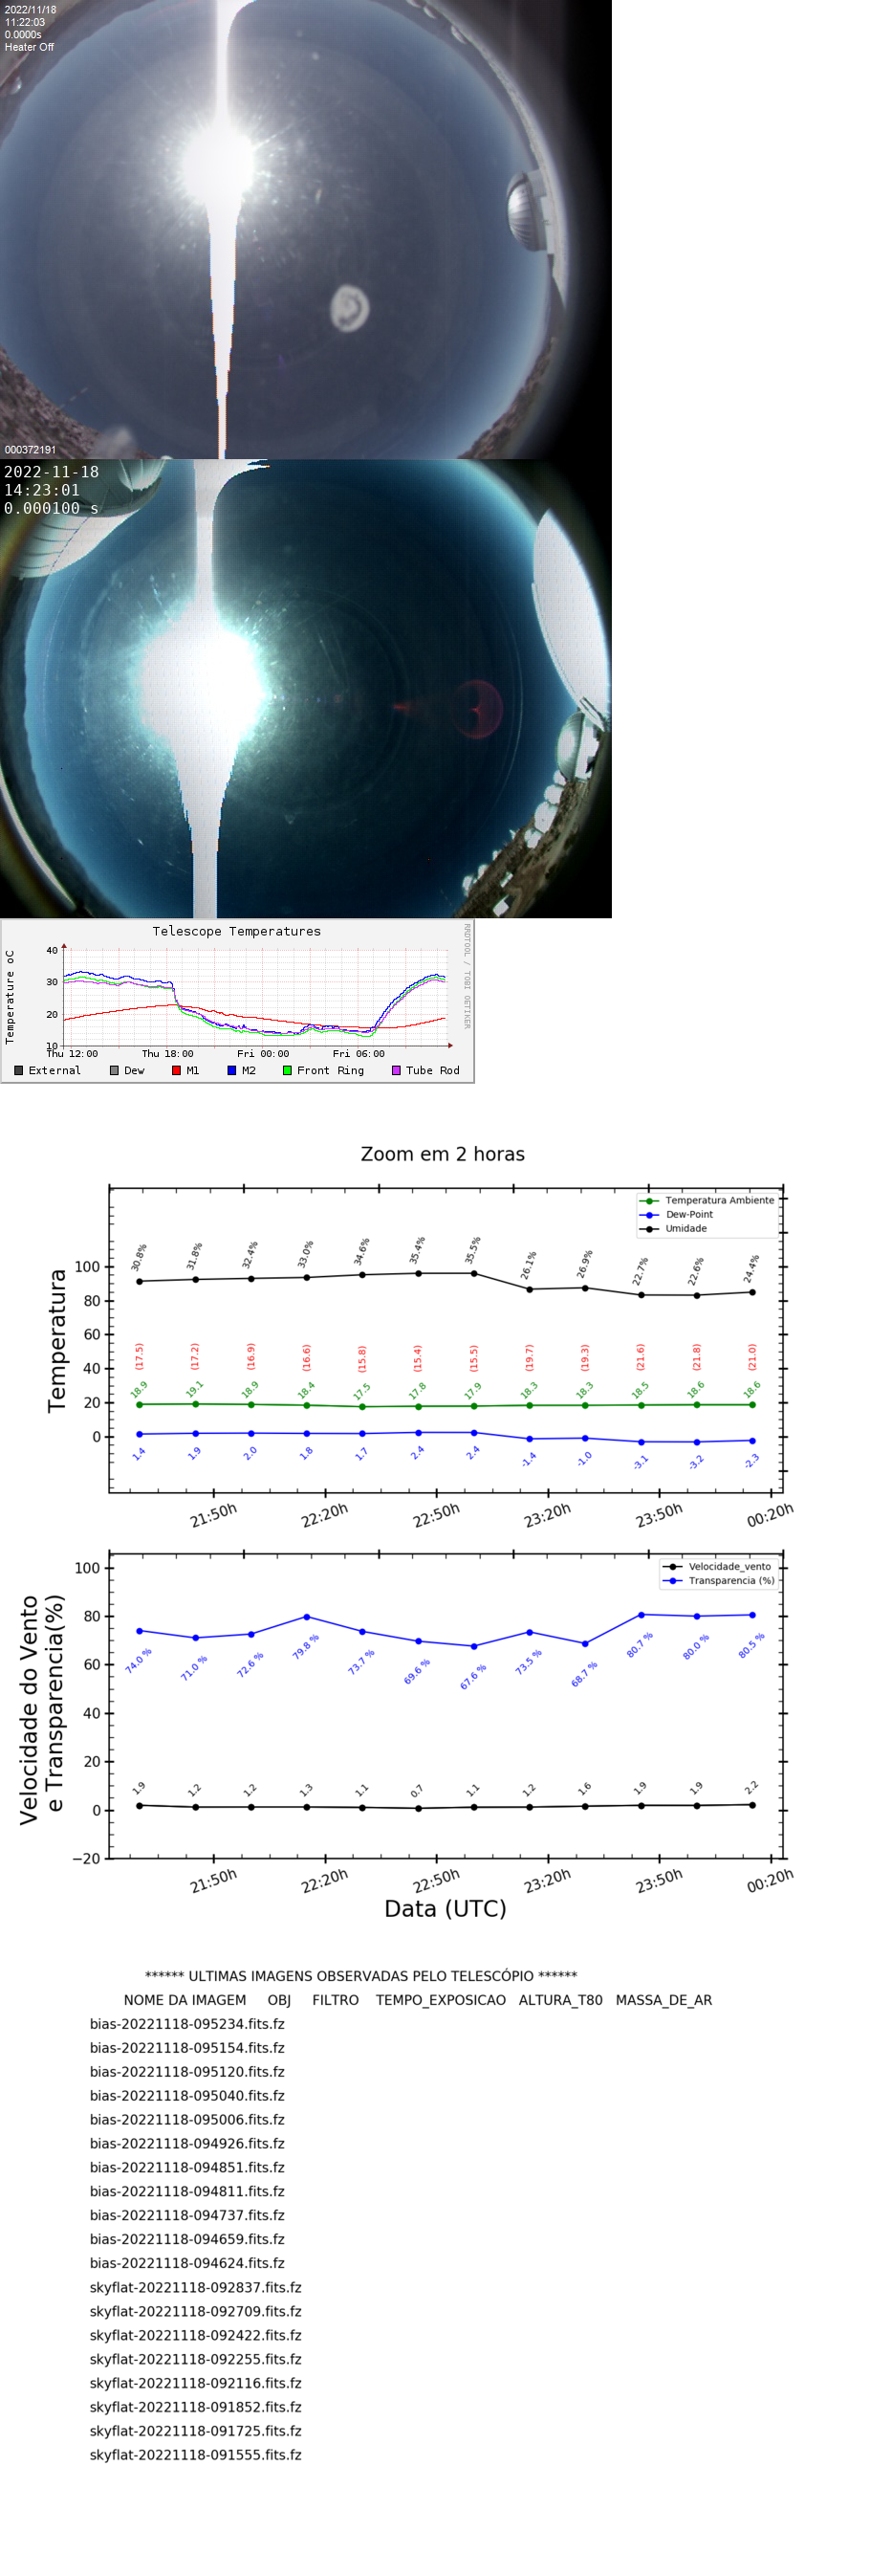 2022/11/18
11:22:03
0.0000s
Heater Off
000372191
2022-11-18
14:23:01
0.000100 s
Telescope Temperatures
RRDTOOL / TOBI OETIKER
Temperature oC
40
30
20
10
Thu 12:00 Thu 18:00 Fri 00:00 Fri 06:00
External Dew M1 M2 Front Ring Tube Rod
Zoom em 2 horas
Temperatura Ambiente
Dew-Point
Umidade
Temperatura
100
80
60
40
20
0
30.8% 31.8% 32.4% 33.0% 34.6% 35.4% 35.5% 26.1% 26.9% 22.7% 22.6% 24.4%
(17.5) (17.2) (16.9) (16.6) (15.8) (15.4) (15.5) (19.7) (19.3) (21.6) (21.8) (21.0)
18.9 19.1 18.9 18.4 17.5 17.8 17.9 18.3 18.3 18.5 18.6 18.6
1.4 1.9 2.0 1.8 1.7 2.4 2.4 -1.4 -1.0 -3.1 -3.2 -2.3
21:50h 22:20h 22:50h 23:20h 23:50h 00:20h
Velocidade_vento
Transparencia (%)
Velocidade do Vento
e Transparencia(%)
100
80
60
40
20
0
−20
74.0 % 71.0 % 72.6 % 79.8 % 73.7 % 69.6 % 67.6 % 73.5 % 68.7 % 80.7 % 80.0 % 80.5 %
1.9 1.2 1.2 1.3 1.1 0.7 1.1 1.2 1.6 1.9 1.9 2.2
21:50h 22:20h 22:50h 23:20h 23:50h 00:20h
Data (UTC)
****** ULTIMAS IMAGENS OBSERVADAS PELO TELESCÓPIO ******
NOME DA IMAGEM OBJ FILTRO TEMPO_EXPOSICAO ALTURA_T80 MASSA_DE_AR
bias-20221118-095234.fits.fz
bias-20221118-095154.fits.fz
bias-20221118-095120.fits.fz
bias-20221118-095040.fits.fz
bias-20221118-095006.fits.fz
bias-20221118-094926.fits.fz
bias-20221118-094851.fits.fz
bias-20221118-094811.fits.fz
bias-20221118-094737.fits.fz
bias-20221118-094659.fits.fz
bias-20221118-094624.fits.fz
skyflat-20221118-092837.fits.fz
skyflat-20221118-092709.fits.fz
skyflat-20221118-092422.fits.fz
skyflat-20221118-092255.fits.fz
skyflat-20221118-092116.fits.fz
skyflat-20221118-091852.fits.fz
skyflat-20221118-091725.fits.fz
skyflat-20221118-091555.fits.fz